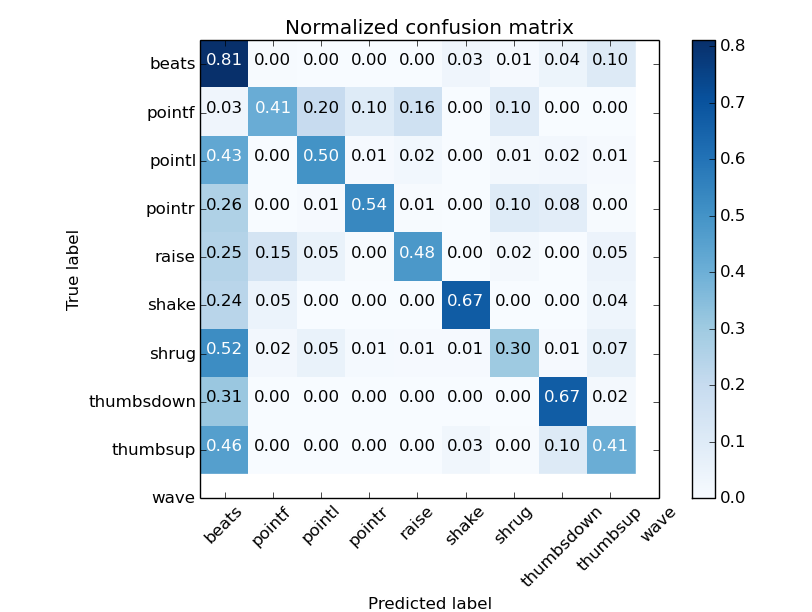 Normalized confusion matrix
beats 0.81 0.00 0.00 0.00 0.00 0.03 0.01 0.04 0.10
pointf 0.03 0.41 0.20 0.10 0.16 0.00 0.10 0.00 0.00
pointl 0.43 0.00 0.50 0.01 0.02 0.00 0.01 0.02 0.01
pointr 0.26 0.00 0.01 0.54 0.01 0.00 0.10 0.08 0.00
raise 0.25 0.15 0.05 0.00 0.48 0.00 0.02 0.00 0.05
shake 0.24 0.05 0.00 0.00 0.00 0.67 0.00 0.00 0.04
shrug 0.52 0.02 0.05 0.01 0.01 0.01 0.30 0.01 0.07
thumbsdown 0.31 0.00 0.00 0.00 0.00 0.00 0.00 0.67 0.02
thumbsup 0.46 0.00 0.00 0.00 0.00 0.03 0.00 0.10 0.41
wave
True label
beats pointf pointl pointr raise shake shrug thumbsdown thumbsup wave
Predicted label
0.8
0.7
0.6
0.5
0.4
0.3
0.2
0.1
0.0